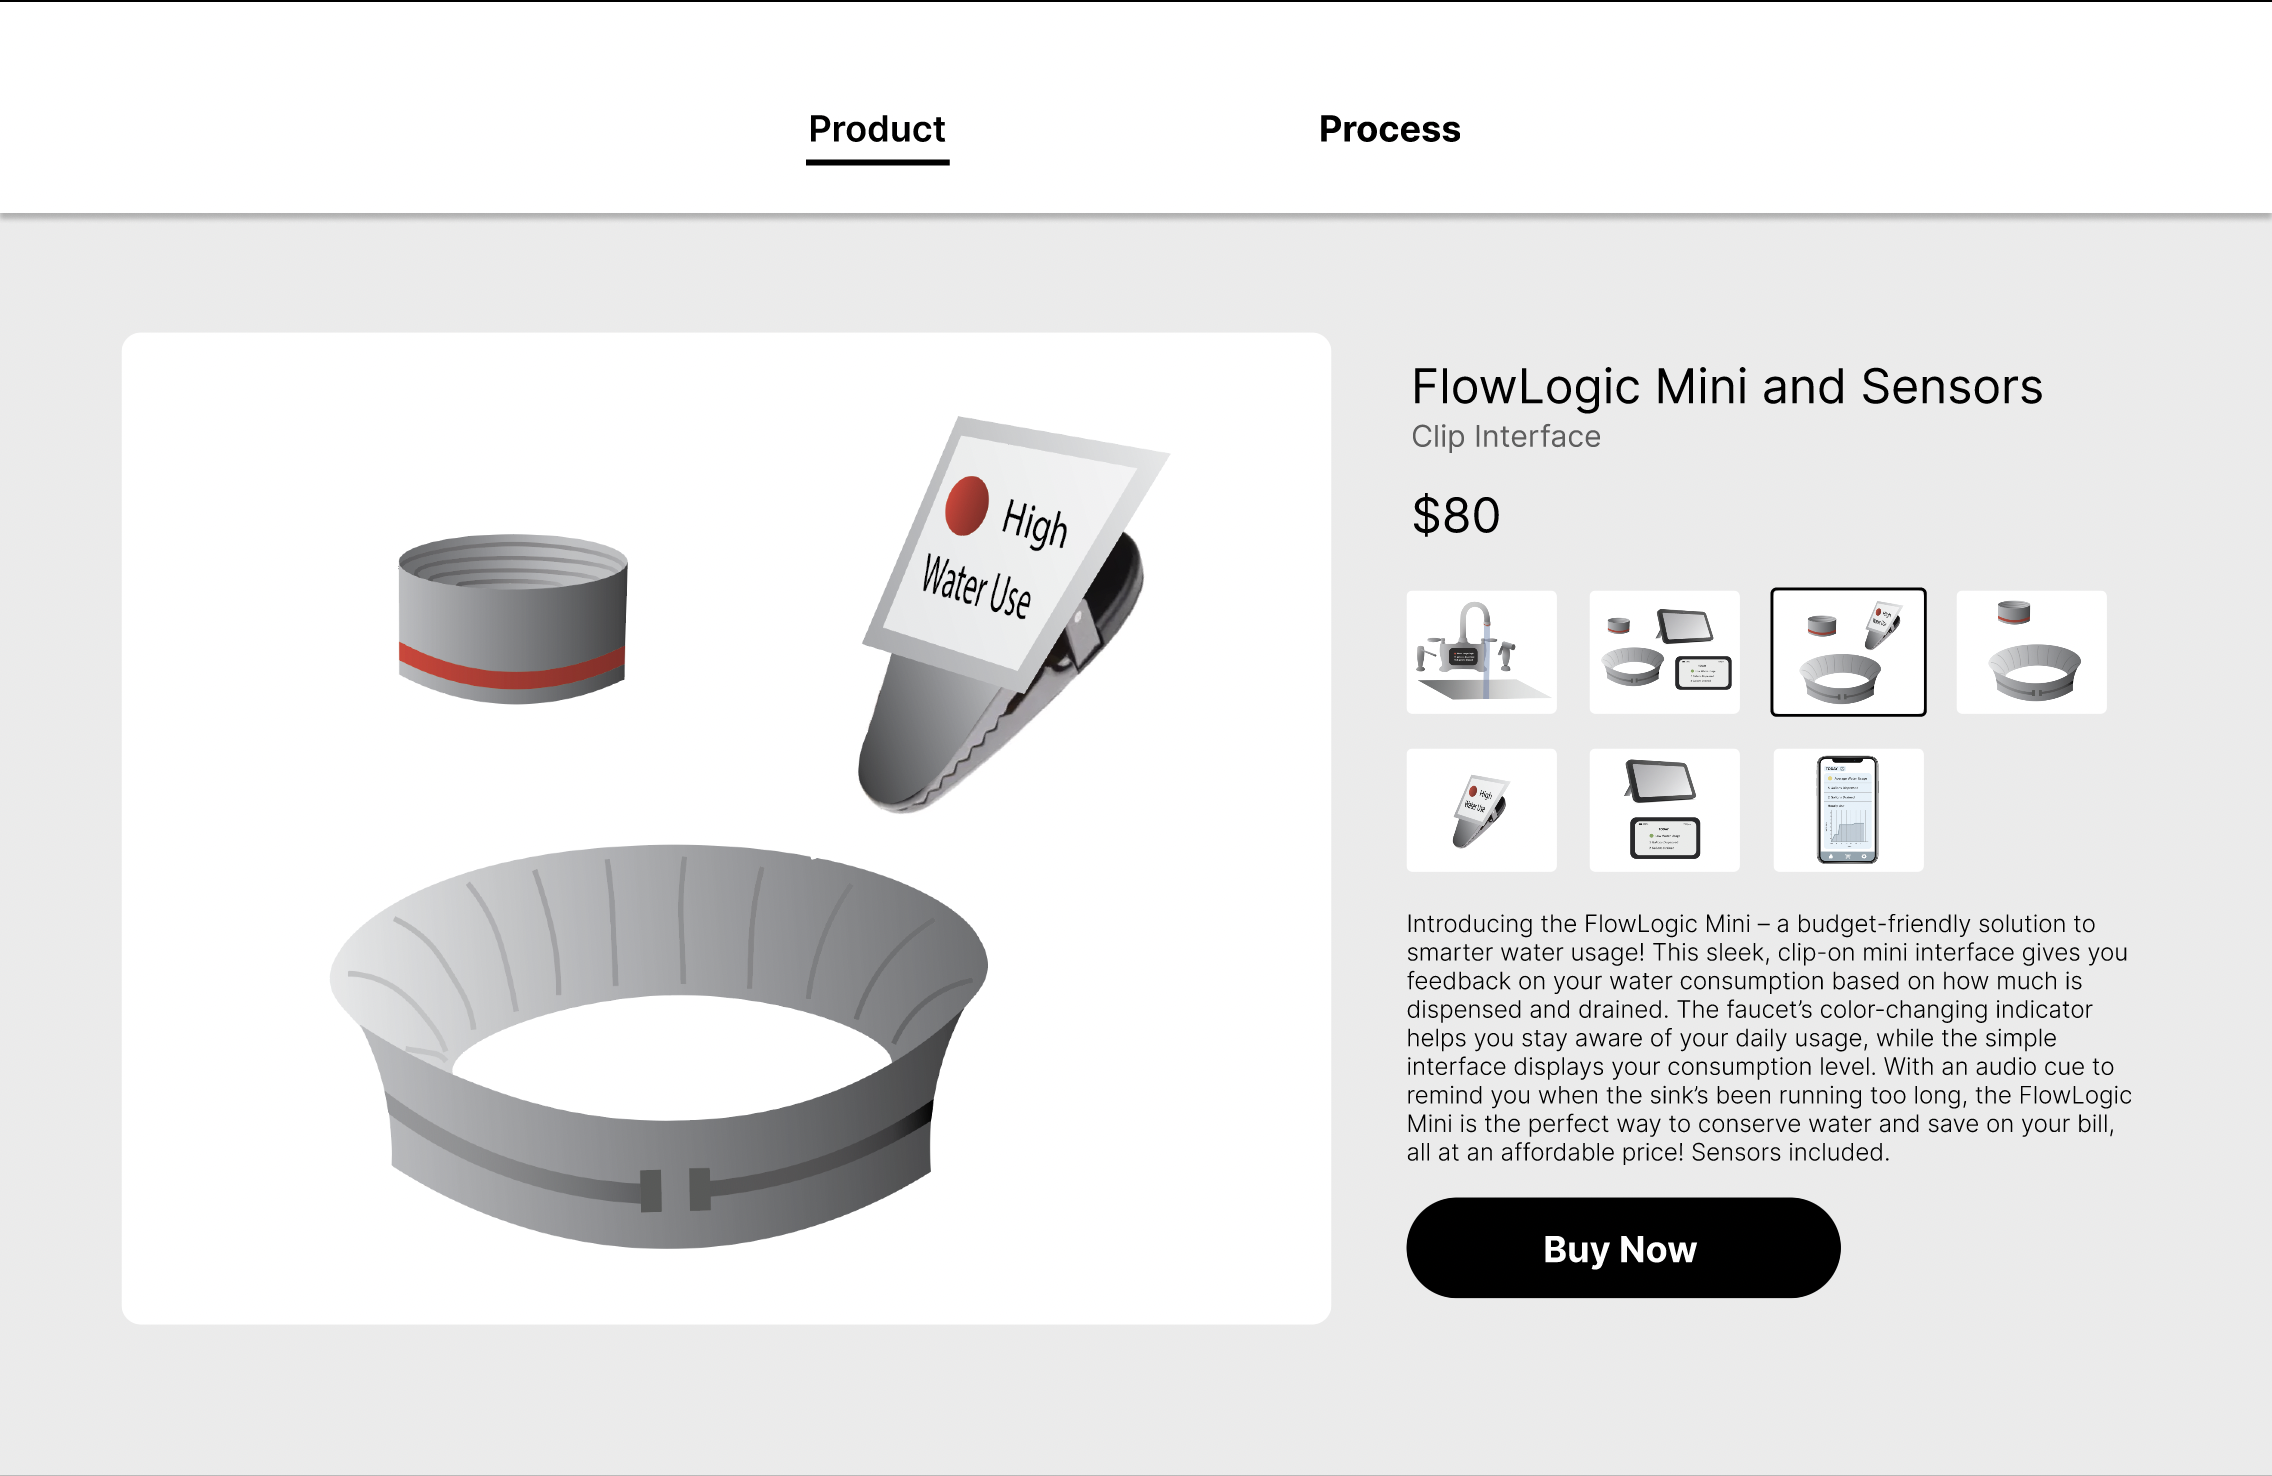 Product
Process
High
Water Use
FlowLogic Mini and Sensors
Clip Interface
$80
High
Water Use
TODAY
Introducing the FlowLogic Mini – a budget-friendly solution to
smarter water usage! This sleek, clip-on mini interface gives you
feedback on your water consumption based on how much is
dispensed and drained. The faucet’s color-changing indicator
helps you stay aware of your daily usage, while the simple
interface displays your consumption level. With an audio cue to
remind you when the sink’s been running too long, the FlowLogic
Mini is the perfect way to conserve water and save on your bill,
all at an affordable price! Sensors included.
Buy Now